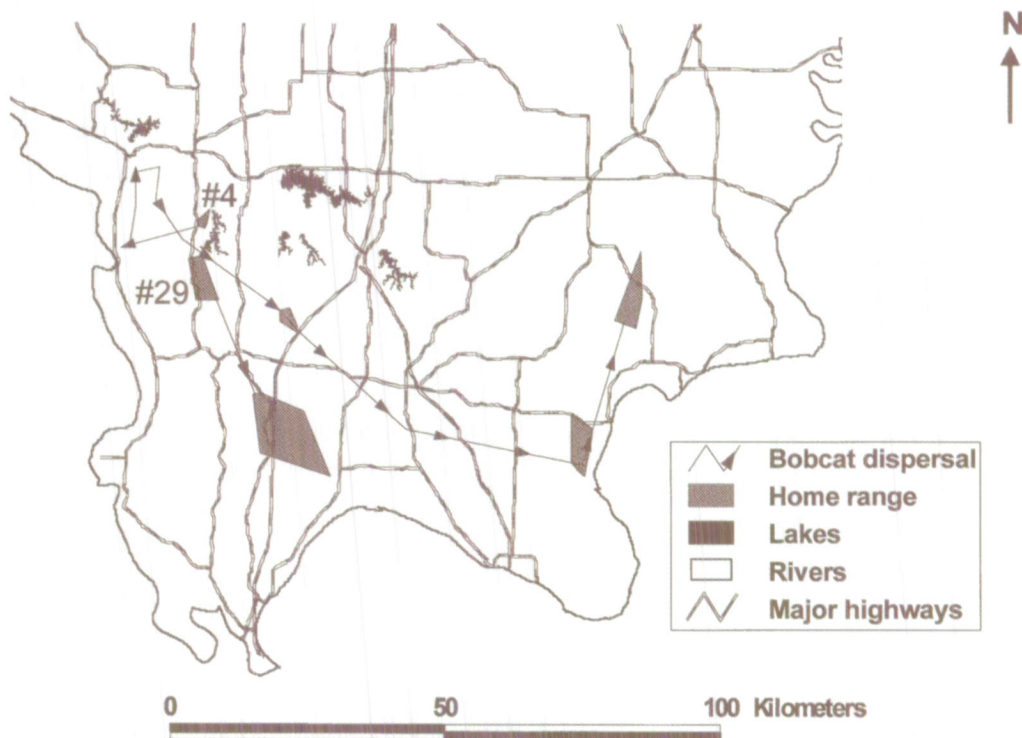 N
#4
#29
Bobcat dispersal
Home range
Lakes
Rivers
Major highways
0 50 100 Kilometers